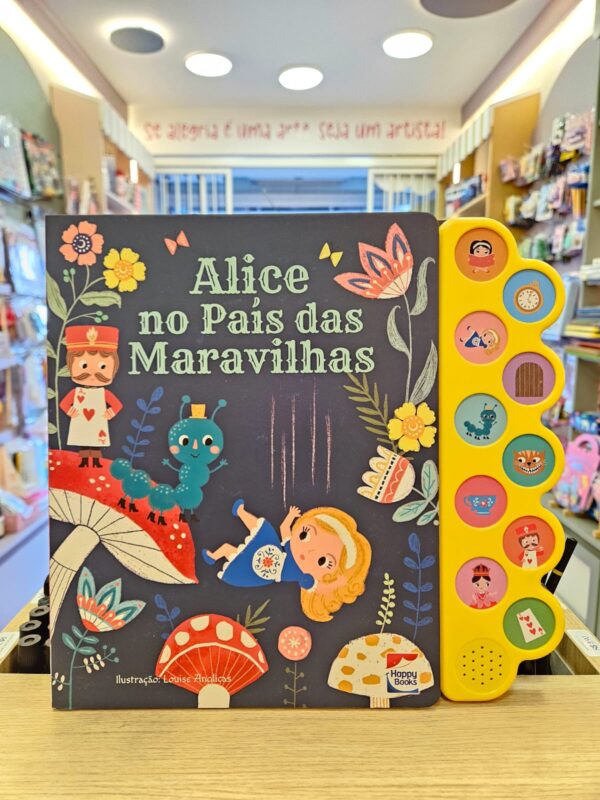 se alegria é uma arte seja um artista!
Alice
no País das
Maravilhas
Ilustração: Louise Anglicas
Happy
Books